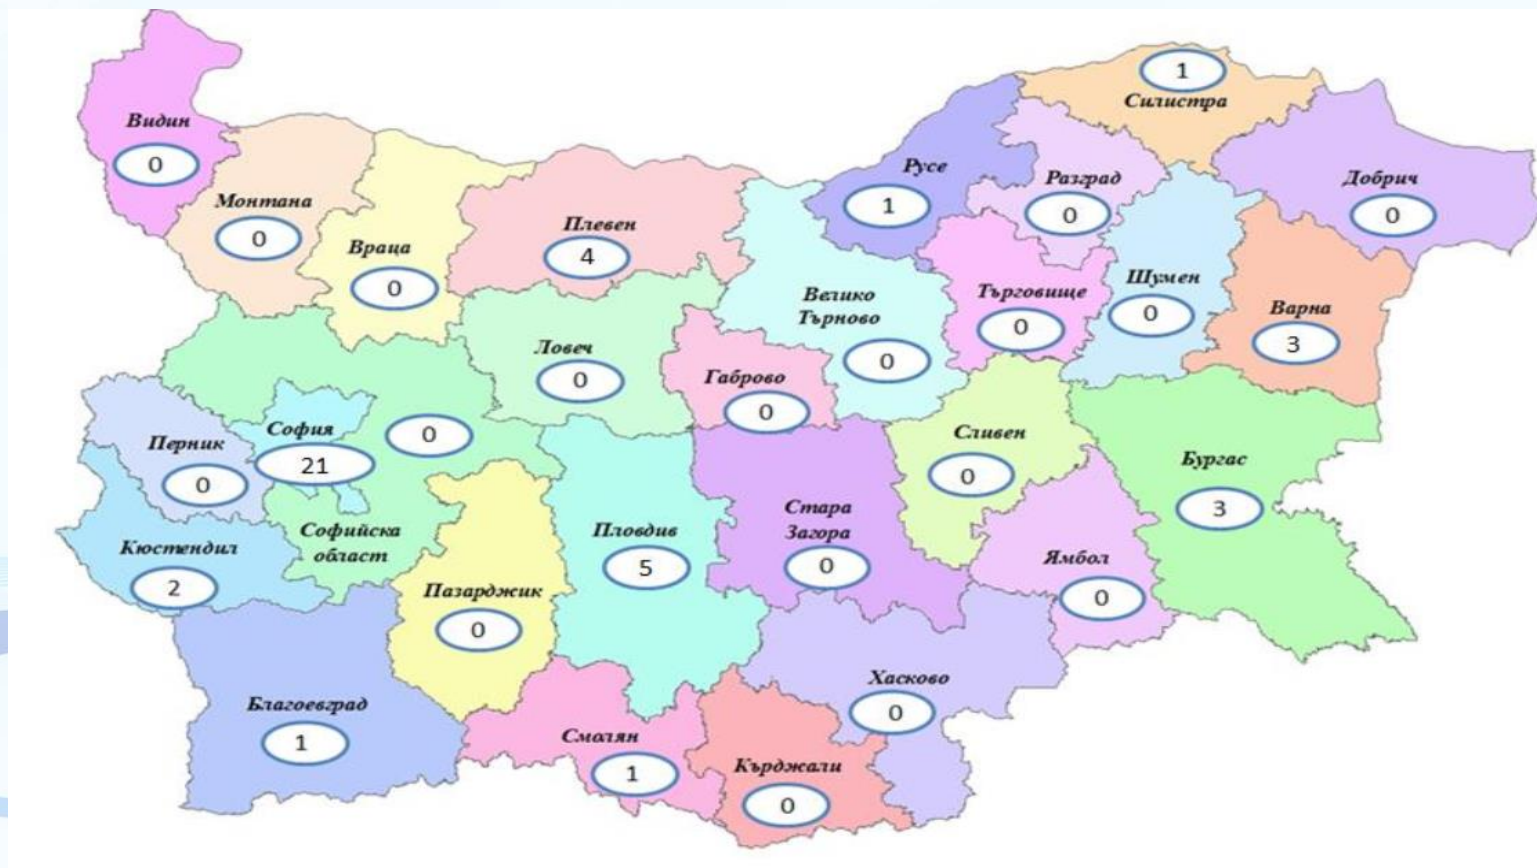 1
Силистра
Видин
0
Русе
1
Разград
0
Добрич
0
Монтана
0
Враца
0
Плевен
4
Велико
Търново
0
Търговище
0
Шумен
0
Варна
3
Ловеч
0
Габрово
0
Перник
0
София
21
0
Софийска
област
Сливен
0
Бургас
3
Кюстендил
2
Пазарджик
0
Пловдив
5
Стара
Загора
0
Ямбол
0
Благоевград
1
Смолян
1
Кърджали
0
Хасково
0